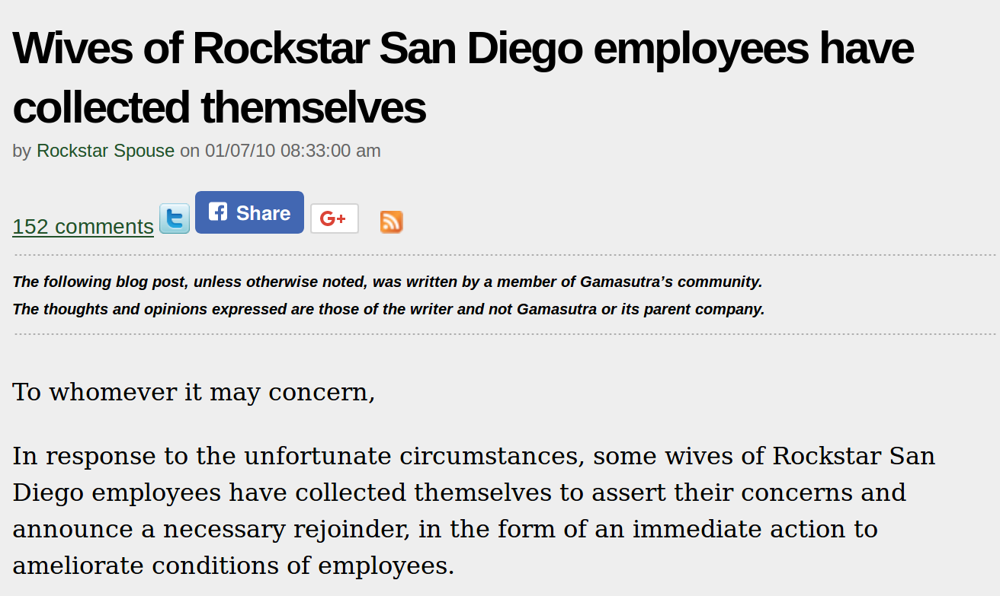 Wives of Rockstar San Diego employees have
collected themselves
by Rockstar Spouse on 01/07/10 08:33:00 am
152 comments Share G+
The following blog post, unless otherwise noted, was written by a member of Gamasutra’s community.
The thoughts and opinions expressed are those of the writer and not Gamasutra or its parent company.
To whomever it may concern,
In response to the unfortunate circumstances, some wives of Rockstar San
Diego employees have collected themselves to assert their concerns and
announce a necessary rejoinder, in the form of an immediate action to
ameliorate conditions of employees.